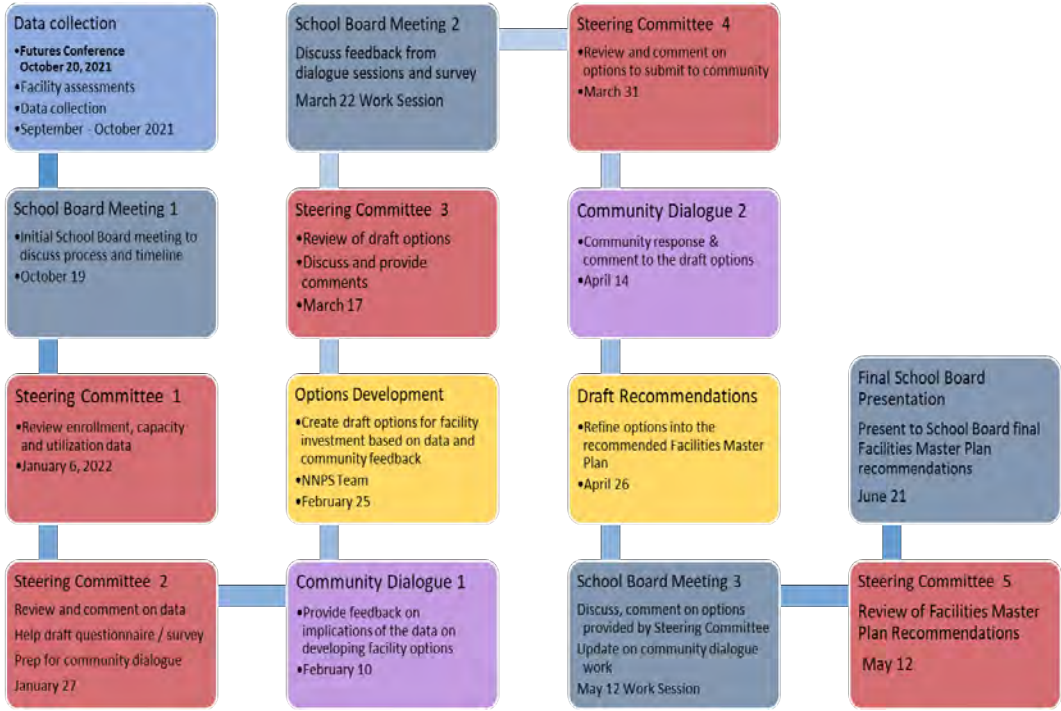 Data collection
•Futures Conference
October 20, 2021
•Facility assessments
•Data collection
•September - October 2021
School Board Meeting 1
•Initial School Board meeting to
discuss process and timeline
•October 19
Steering Committee 1
•Review enrollment, capacity
and utilization data
•January 6, 2022
Steering Committee 2
Review and comment on data
Help draft questionnaire / survey
Prep for community dialogue
January 27
Community Dialogue 1
•Provide feedback on
implications of the data on
developing facility options
•February 10
Options Development
•Create draft options for facility
investment based on data and
community feedback
•NNPS Team
•February 25
Steering Committee 3
•Review of draft options
•Discuss and provide
comments
•March 17
School Board Meeting 2
Discuss feedback from
dialogue sessions and survey
March 22 Work Session
Steering Committee 4
•Review and comment on
options to submit to community
•March 31
Community Dialogue 2
•Community response &
comment to the draft options
•April 14
Draft Recommendations
•Refine options into the
recommended Facilities Master
Plan
•April 26
School Board Meeting 3
Discuss, comment on options
provided by Steering Committee
Update on community dialogue
work
May 12 Work Session
Steering Committee 5
Review of Facilities Master
Plan Recommendations
May 12
Final School Board
Presentation
Present to School Board final
Facilities Master Plan
recommendations
June 21